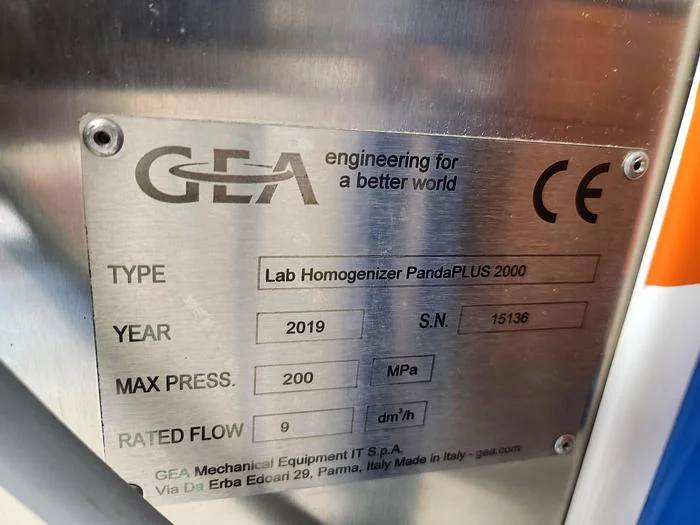 GEA engineering for
a better world
CE
TYPE Lab Homogenizer PandaPLUS 2000
YEAR 2019 S.N. 15136
MAX PRESS. 200 MPa
RATED FLOW 9 dm³/h
GEA Mechanical Equipment IT S.p.A.
Via Da Erba Edoari 29, Parma, Italy Made in Italy - gea.com